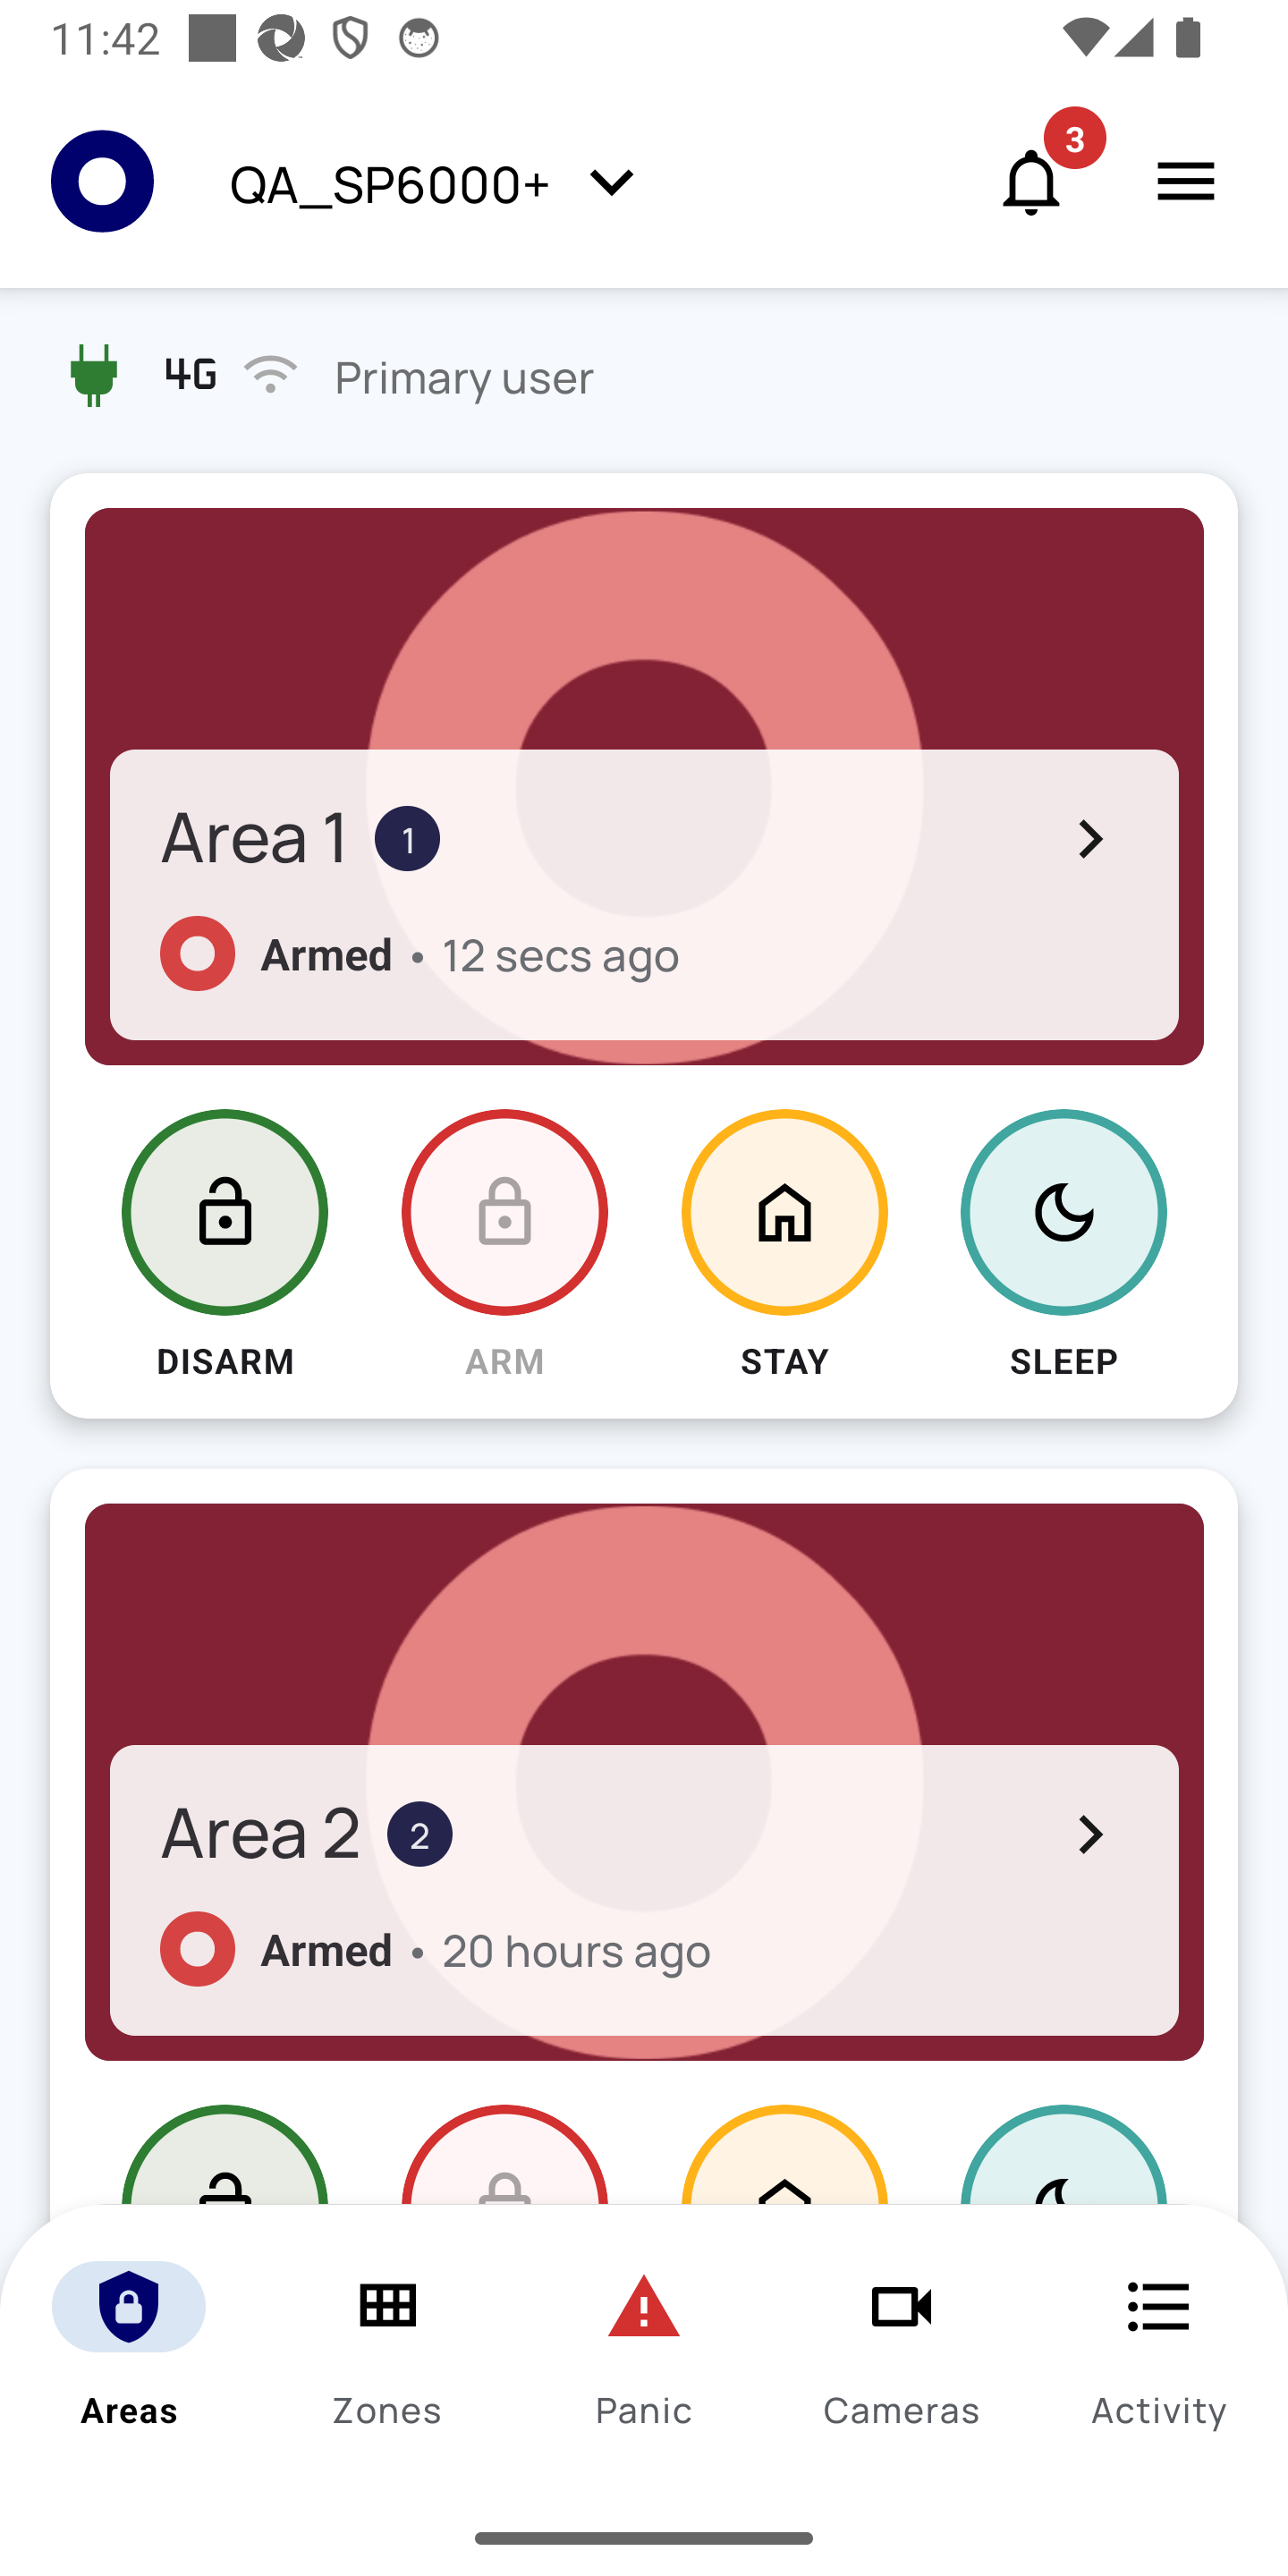 11:42
3
QA_SP6000+
4G Primary user
Area 1 1
Armed • 12 secs ago
DISARM ARM STAY SLEEP
Area 2 2
Armed • 20 hours ago
Areas Zones Panic Cameras Activity